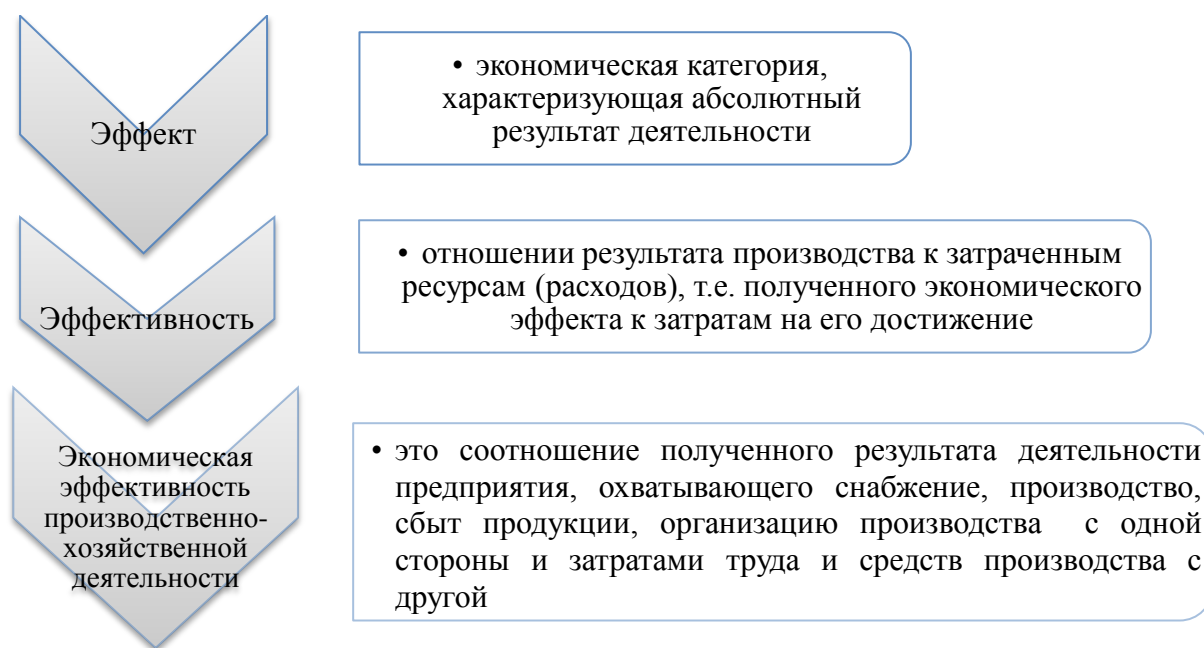 Эффект
• экономическая категория,
характеризующая абсолютный
результат деятельности
Эффективность
• отношении результата производства к затраченным
ресурсам (расходов), т.е. полученного экономического
эффекта к затратам на его достижение
Экономическая
эффективность
производственно-
хозяйственной
деятельности
• это соотношение полученного результата деятельности
предприятия, охватывающего снабжение, производство,
сбыт продукции, организацию производства с одной
стороны и затратами труда и средств производства с
другой